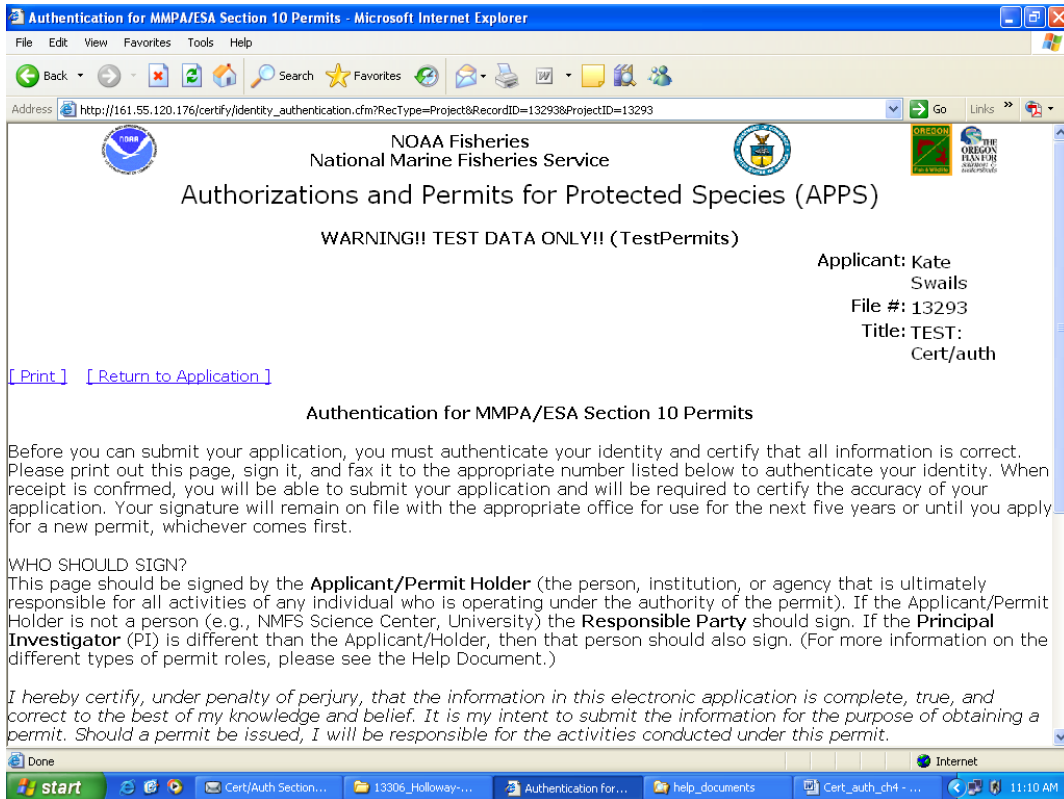 Authentication for MMPA/ESA Section 10 Permits - Microsoft Internet Explorer
File Edit View Favorites Tools Help
Back Search Favorites
Address http://161.55.120.176/certify/identity_authentication.cfm?RecType=Project&RecordID=13293&ProjectID=13293 Go Links »
NOAA
NOAA Fisheries
National Marine Fisheries Service
OREGON
Fish & Wildlife
THE
OREGON
PLAN FOR
Authorizations and Permits for Protected Species (APPS)
WARNING!! TEST DATA ONLY!! (TestPermits)
Applicant: Kate
Swails
File #: 13293
Title: TEST:
Cert/auth
[ Print ] [ Return to Application ]
Authentication for MMPA/ESA Section 10 Permits
Before you can submit your application, you must authenticate your identity and certify that all information is correct.
Please print out this page, sign it, and fax it to the appropriate number listed below to authenticate your identity. When
receipt is confrmed, you will be able to submit your application and will be required to certify the accuracy of your
application. Your signature will remain on file with the appropriate office for use for the next five years or until you apply
for a new permit, whichever comes first.
WHO SHOULD SIGN?
This page should be signed by the Applicant/Permit Holder (the person, institution, or agency that is ultimately
responsible for all activities of any individual who is operating under the authority of the permit). If the Applicant/Permit
Holder is not a person (e.g., NMFS Science Center, University) the Responsible Party should sign. If the Principal
Investigator (PI) is different than the Applicant/Holder, then that person should also sign. (For more information on the
different types of permit roles, please see the Help Document.)
I hereby certify, under penalty of perjury, that the information in this electronic application is complete, true, and
correct to the best of my knowledge and belief. It is my intent to submit the information for the purpose of obtaining a
permit. Should a permit be issued, I will be responsible for the activities conducted under this permit.
Done Internet
start Cert/Auth Section... 13306_Holloway-... Authentication for... help_documents Cert_auth_ch4 - ... 11:10 AM